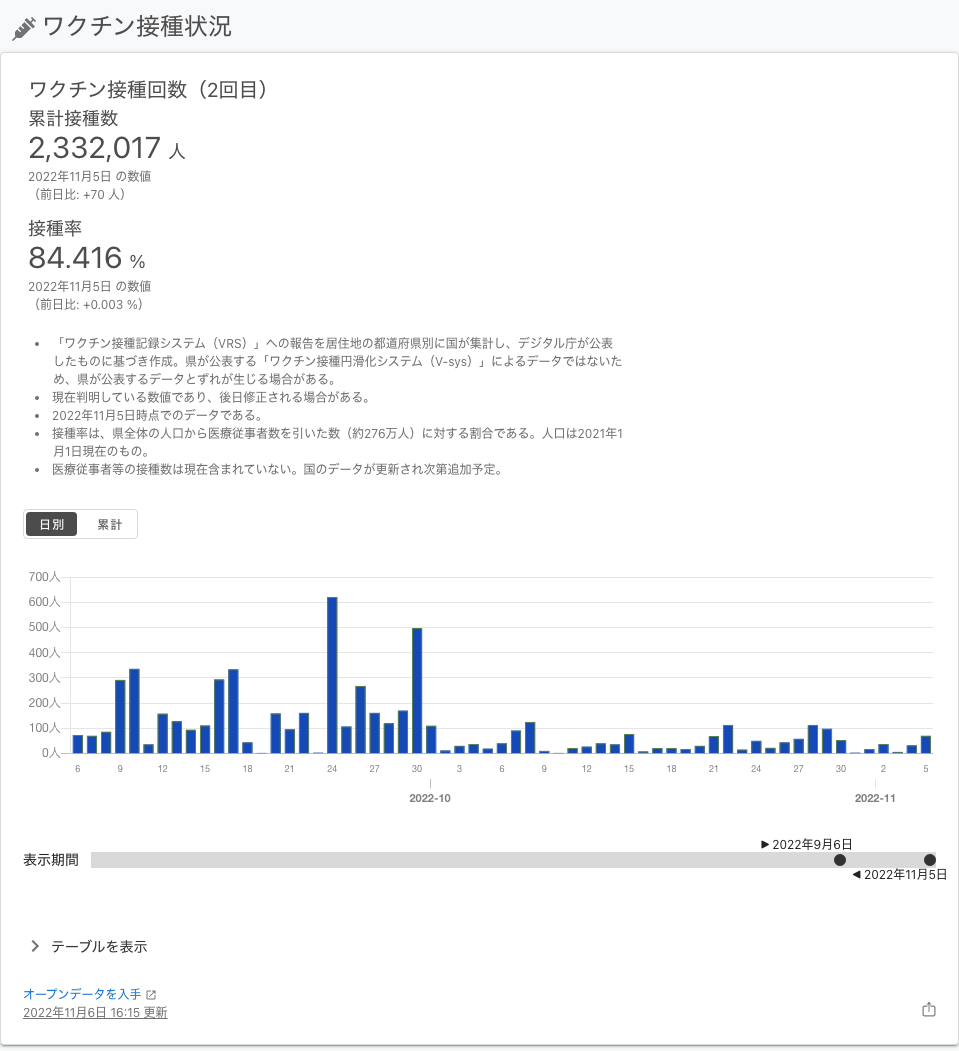 ワクチン接種状況
ワクチン接種回数（2回目）
累計接種数
2,332,017 人
2022年11月5日 の数値
（前日比: +70 人）
接種率
84.416 %
2022年11月5日 の数値
（前日比: +0.003 %）
• 「ワクチン接種記録システム（VRS）」への報告を居住地の都道府県別に国が集計し、デジタル庁が公表
したものに基づき作成。県が公表する「ワクチン接種円滑化システム（V-sys）」によるデータではないた
め、県が公表するデータとずれが生じる場合がある。
• 現在判明している数値であり、後日修正される場合がある。
• 2022年11月5日時点でのデータである。
• 接種率は、県全体の人口から医療従事者数を引いた数（約276万人）に対する割合である。人口は2021年1
月1日現在のもの。
• 医療従事者等の接種数は現在含まれていない。国のデータが更新され次第追加予定。
日別 累計
700人
600人
500人
400人
300人
200人
100人
0人
6 9 12 15 18 21 24 27 30 3 6 9 12 15 18 21 24 27 30 2 5
2022-10 2022-11
▶ 2022年9月6日
表示期間
◀ 2022年11月5日
テーブルを表示
オープンデータを入手
2022年11月6日 16:15 更新